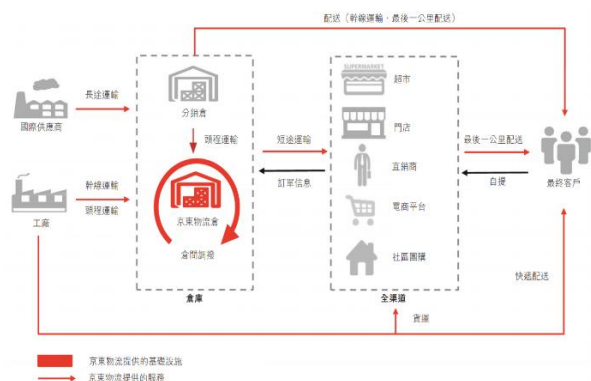 配送（幹線運輸，最後一公里配送）
SUPERMARKET
超市
國際供應商
長途運輸
分銷倉
頭程運輸
門店
短途運輸
訂單信息
直銷商
最後一公里配送
自提
最終客戶
工廠
幹線運輸
頭程運輸
京東物流倉
倉間調撥
電商平台
社區團購
倉庫
全渠道
快遞配送
貨運
京東物流提供的基礎設施
京東物流提供的服務